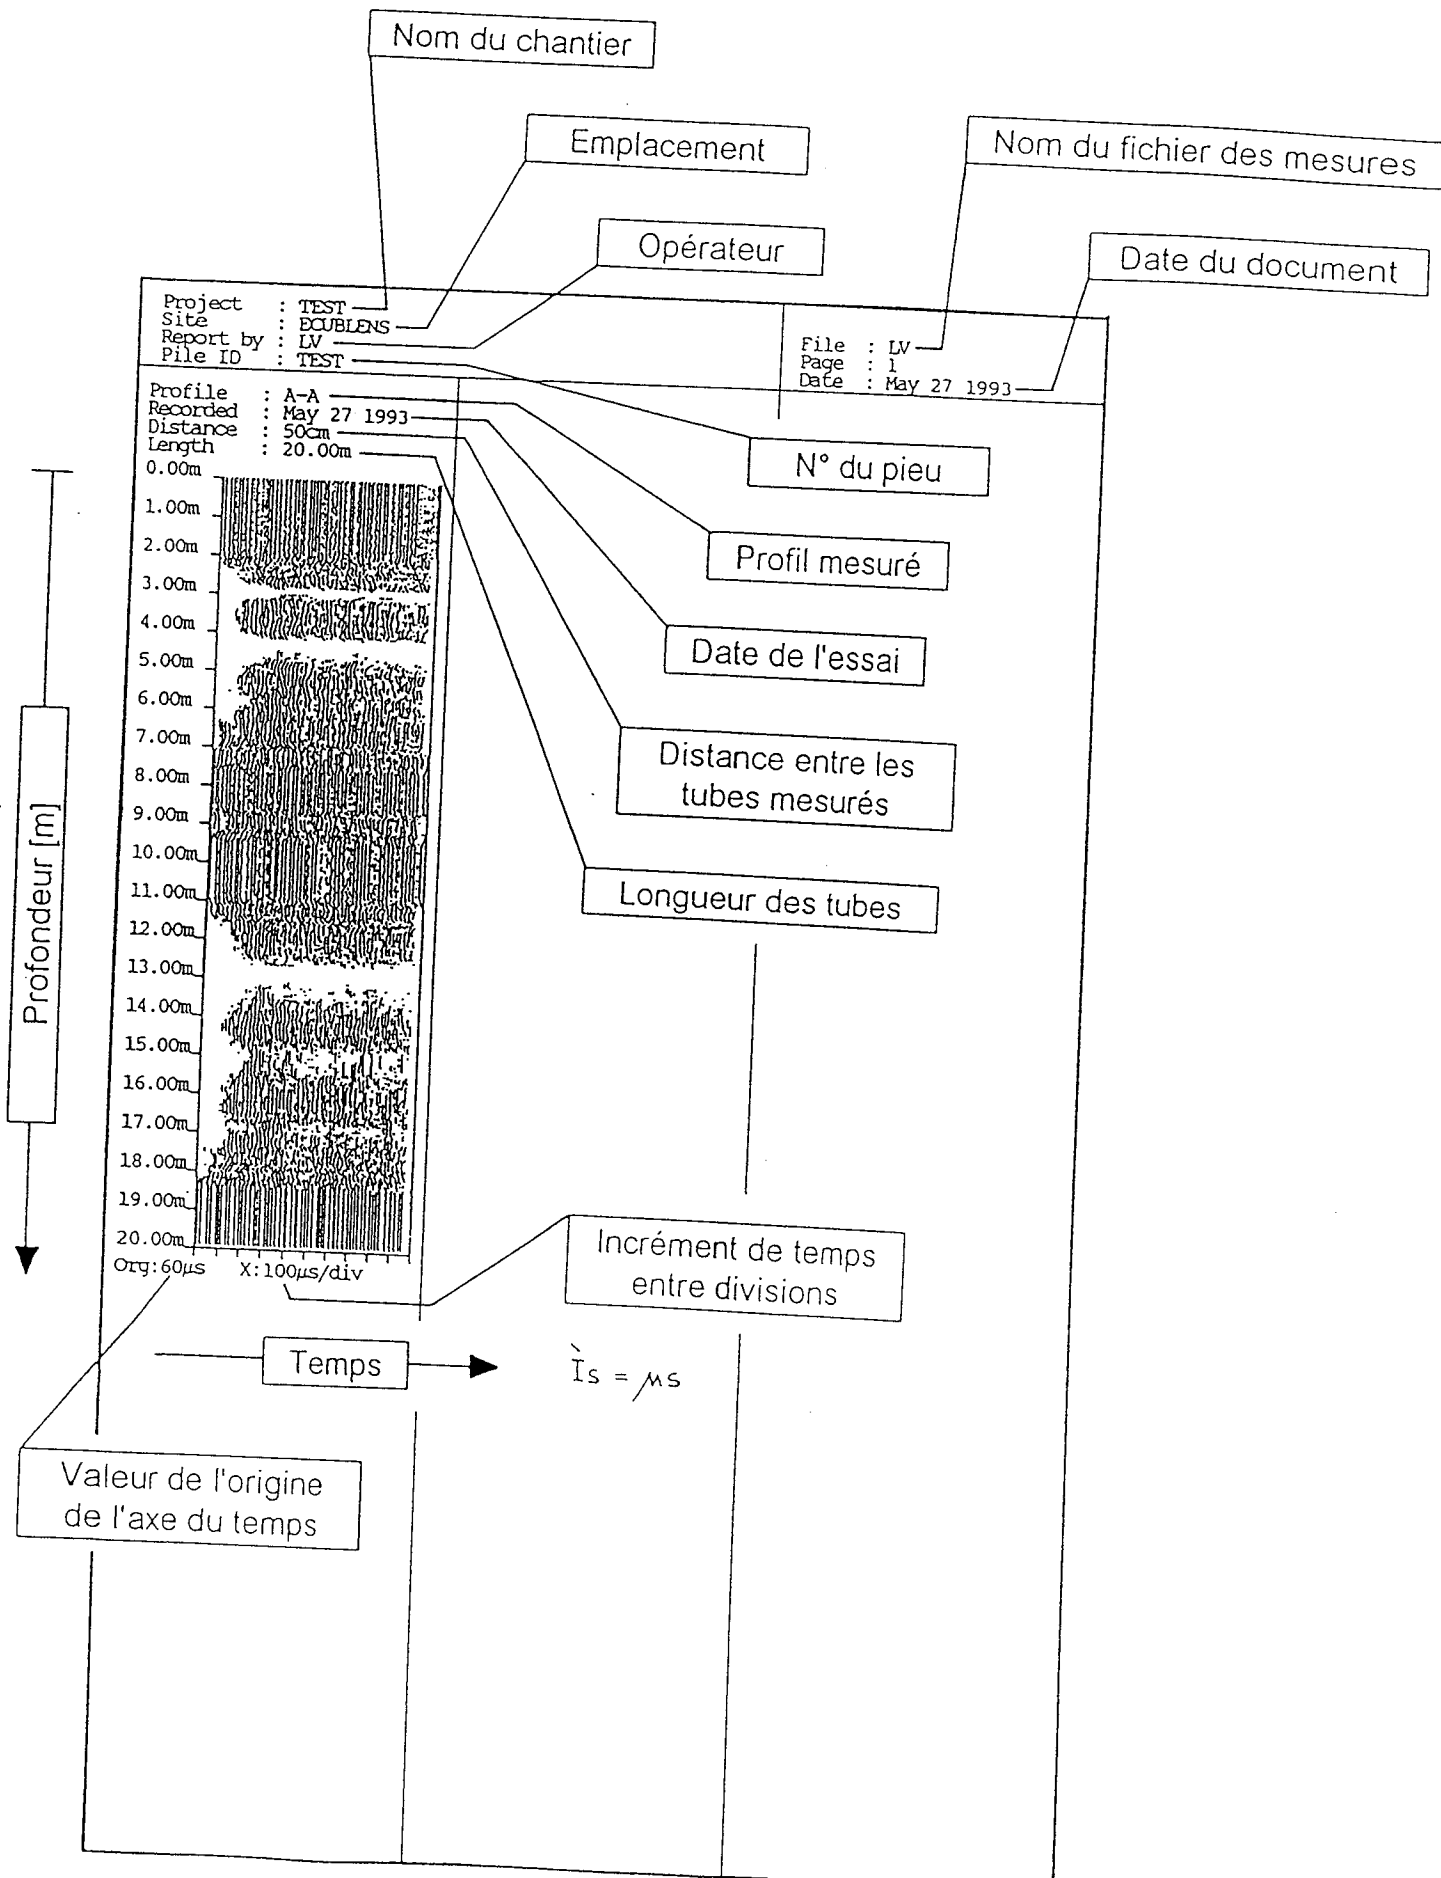 Nom du chantier
Emplacement
Nom du fichier des mesures
Opérateur
Date du document
Project : TEST
Site : ECUBLENS
Report by : LV
Pile ID : TEST
File : LV
Page : 1
Date : May 27 1993
Profile : A-A
Recorded : May 27 1993
Distance : 50cm
Length : 20.00m
N° du pieu
Profil mesuré
Date de l'essai
Distance entre les
tubes mesurés
Longueur des tubes
Profondeur [m]
0.00m
1.00m
2.00m
3.00m
4.00m
5.00m
6.00m
7.00m
8.00m
9.00m
10.00m
11.00m
12.00m
13.00m
14.00m
15.00m
16.00m
17.00m
18.00m
19.00m
20.00m
Org:60µs X:100µs/div
Incrément de temps
entre divisions
Temps
Ìs = µs
Valeur de l'origine
de l'axe du temps